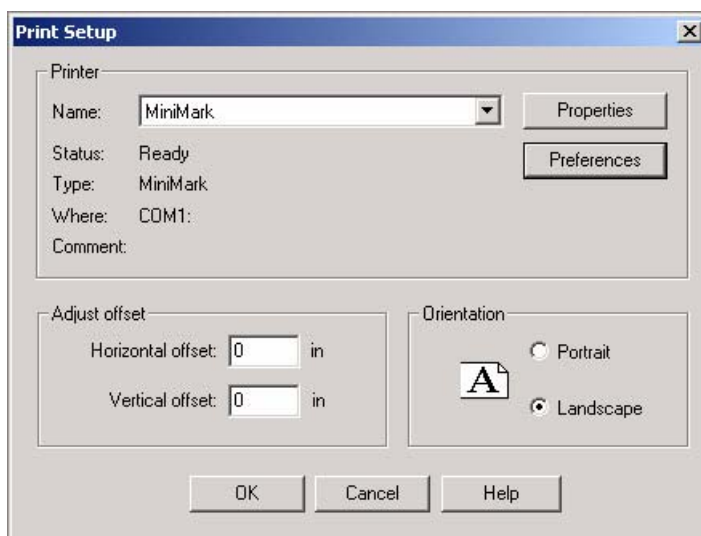 Print Setup
Printer
Name: MiniMark Properties
Status: Ready Preferences
Type: MiniMark
Where: COM1:
Comment:
Adjust offset
Horizontal offset: 0 in
Vertical offset: 0 in
Orientation
A
Portrait
Landscape
OK Cancel Help